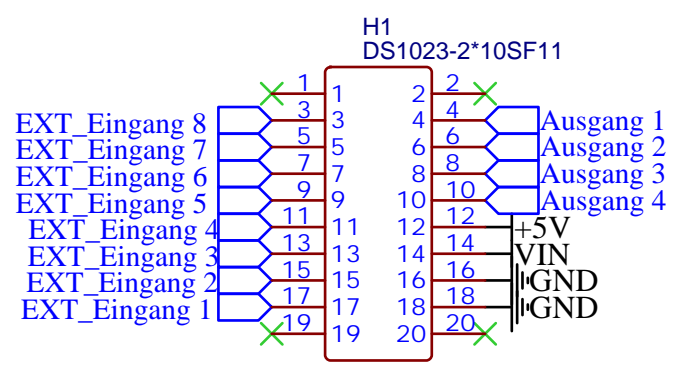 H1
DS1023-2*10SF11
1 1 2 2
EXT_Eingang 8 3 3 4 4 Ausgang 1
EXT_Eingang 7 5 5 6 6 Ausgang 2
EXT_Eingang 6 7 7 8 8 Ausgang 3
EXT_Eingang 5 9 9 10 10 Ausgang 4
EXT_Eingang 4 11 11 12 12 +5V
EXT_Eingang 3 13 13 14 14 VIN
EXT_Eingang 2 15 15 16 16 GND
EXT_Eingang 1 17 17 18 18 GND
19 19 20 20